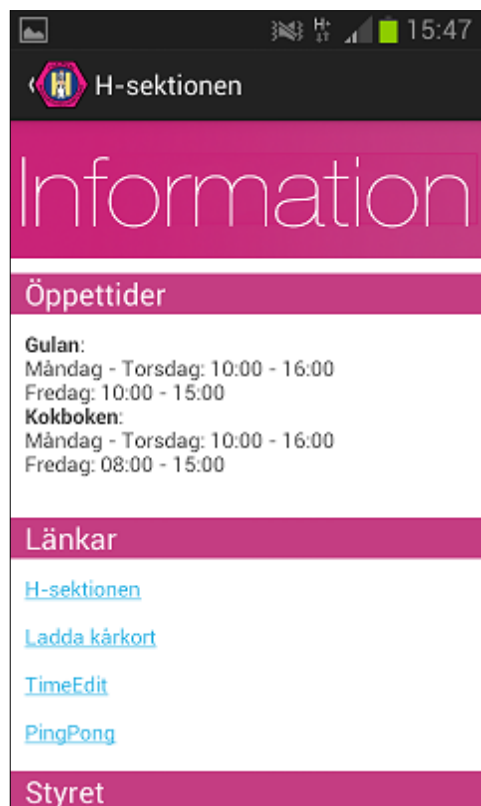 H+ 15:47
H-sektionen
Information
Öppettider
Gulan:
Måndag - Torsdag: 10:00 - 16:00
Fredag: 10:00 - 15:00
Kokboken:
Måndag - Torsdag: 10:00 - 16:00
Fredag: 08:00 - 15:00
Länkar
H-sektionen
Ladda kårkort
TimeEdit
PingPong
Styret